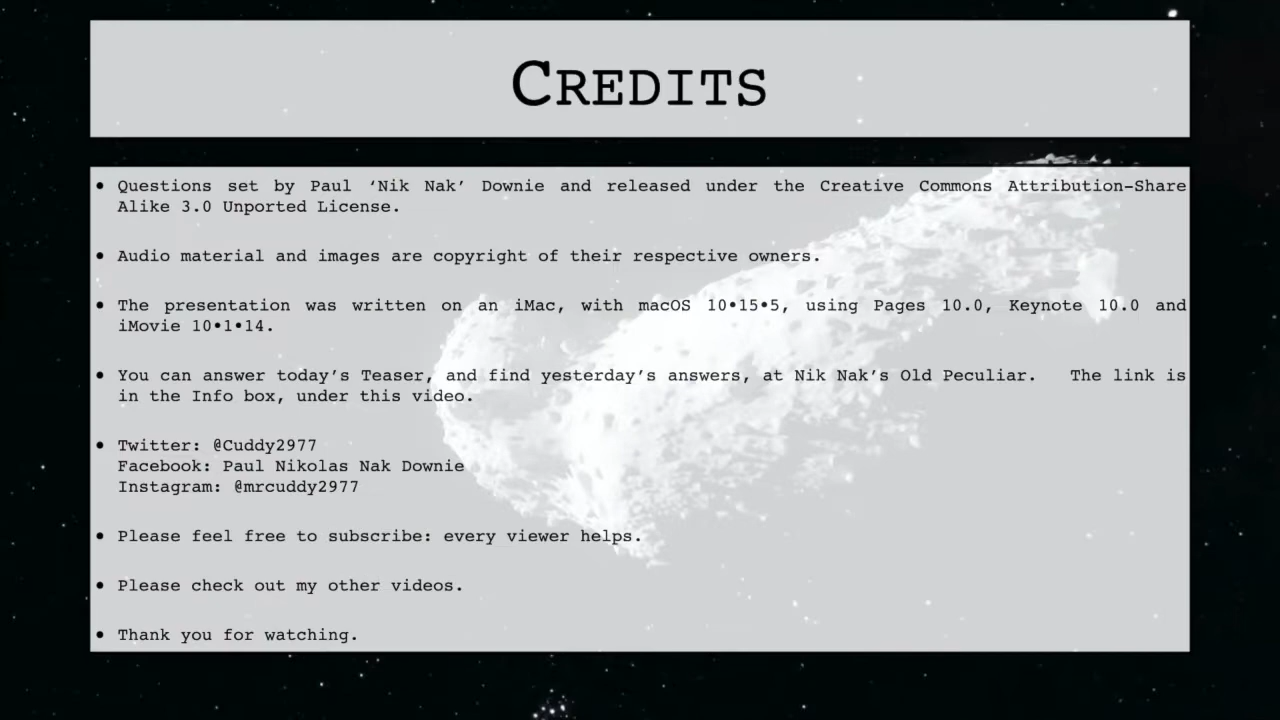 CREDITS
• Questions set by Paul ‘Nik Nak’ Downie and released under the Creative Commons Attribution-Share
Alike 3.0 Unported License.
• Audio material and images are copyright of their respective owners.
• The presentation was written on an iMac, with macOS 10•15•5, using Pages 10.0, Keynote 10.0 and
iMovie 10•1•14.
• You can answer today’s Teaser, and find yesterday’s answers, at Nik Nak’s Old Peculiar. The link is
in the Info box, under this video.
• Twitter: @Cuddy2977
Facebook: Paul Nikolas Nak Downie
Instagram: @mrcuddy2977
• Please feel free to subscribe: every viewer helps.
• Please check out my other videos.
• Thank you for watching.